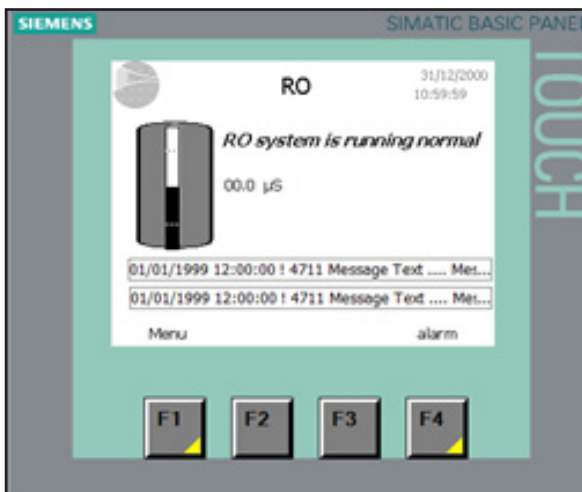 SIEMENS
SIMATIC BASIC PANEL
TOUCH
RO
31/12/2000
10:59:59
RO system is running normal
00.0 µS
01/01/1999 12:00:00 ! 4711 Message Text .... Mes...
01/01/1999 12:00:00 ! 4711 Message Text .... Mes...
Menu
alarm
F1
F2
F3
F4